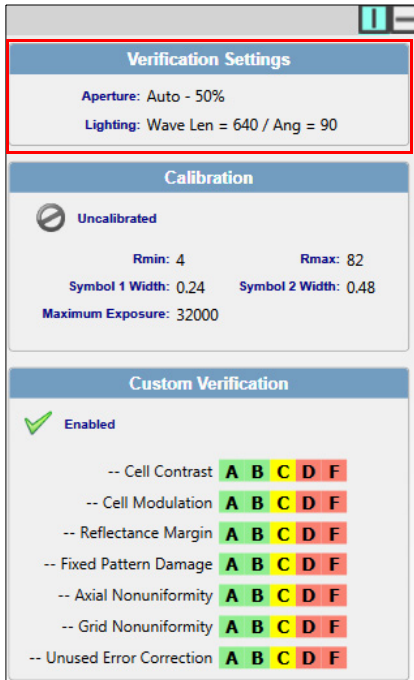 Verification Settings
Aperture: Auto - 50%
Lighting: Wave Len = 640 / Ang = 90
Calibration
Uncalibrated
Rmin: 4 Rmax: 82
Symbol 1 Width: 0.24 Symbol 2 Width: 0.48
Maximum Exposure: 32000
Custom Verification
Enabled
-- Cell Contrast A B C D F
-- Cell Modulation A B C D F
-- Reflectance Margin A B C D F
-- Fixed Pattern Damage A B C D F
-- Axial Nonuniformity A B C D F
-- Grid Nonuniformity A B C D F
-- Unused Error Correction A B C D F